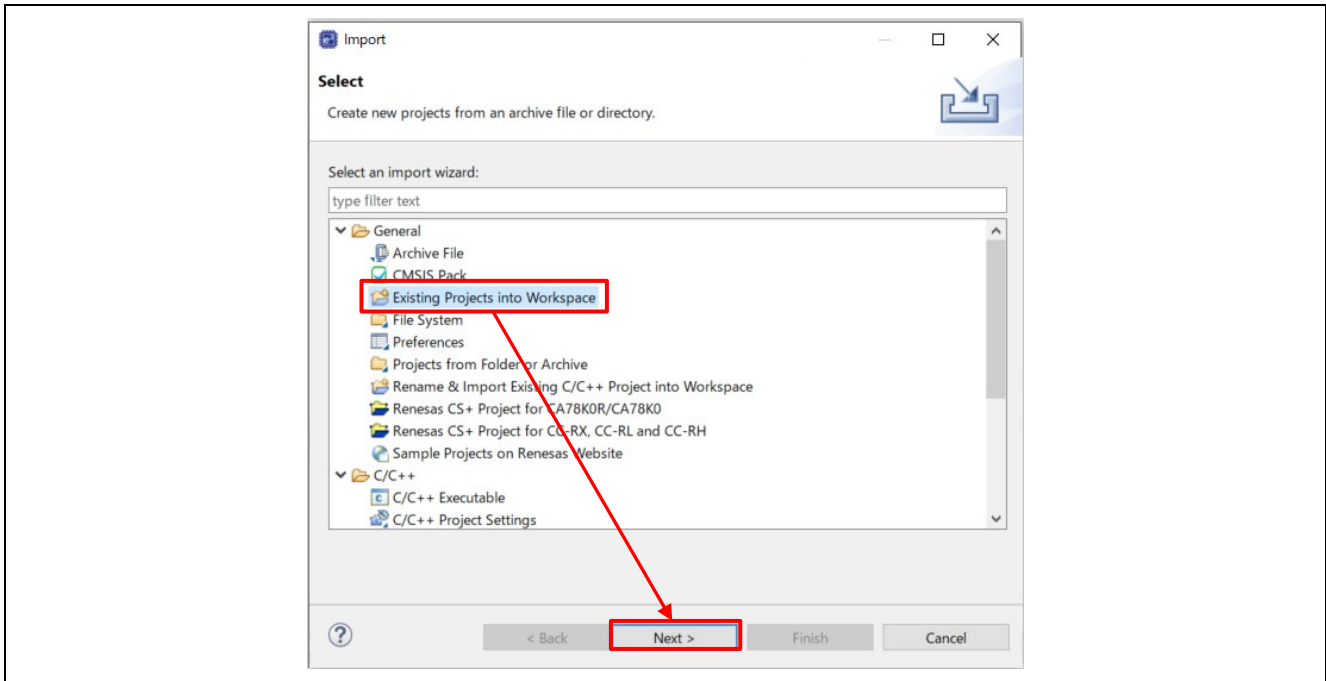 Import
Select
Create new projects from an archive file or directory.
Select an import wizard:
type filter text
General
Archive File
CMSIS Pack
Existing Projects into Workspace
File System
Preferences
Projects from Folder or Archive
Rename & Import Existing C/C++ Project into Workspace
Renesas CS+ Project for CA78K0R/CA78K0
Renesas CS+ Project for CC-RX, CC-RL and CC-RH
Sample Projects on Renesas Website
C/C++
C/C++ Executable
C/C++ Project Settings
? < Back Next > Finish Cancel